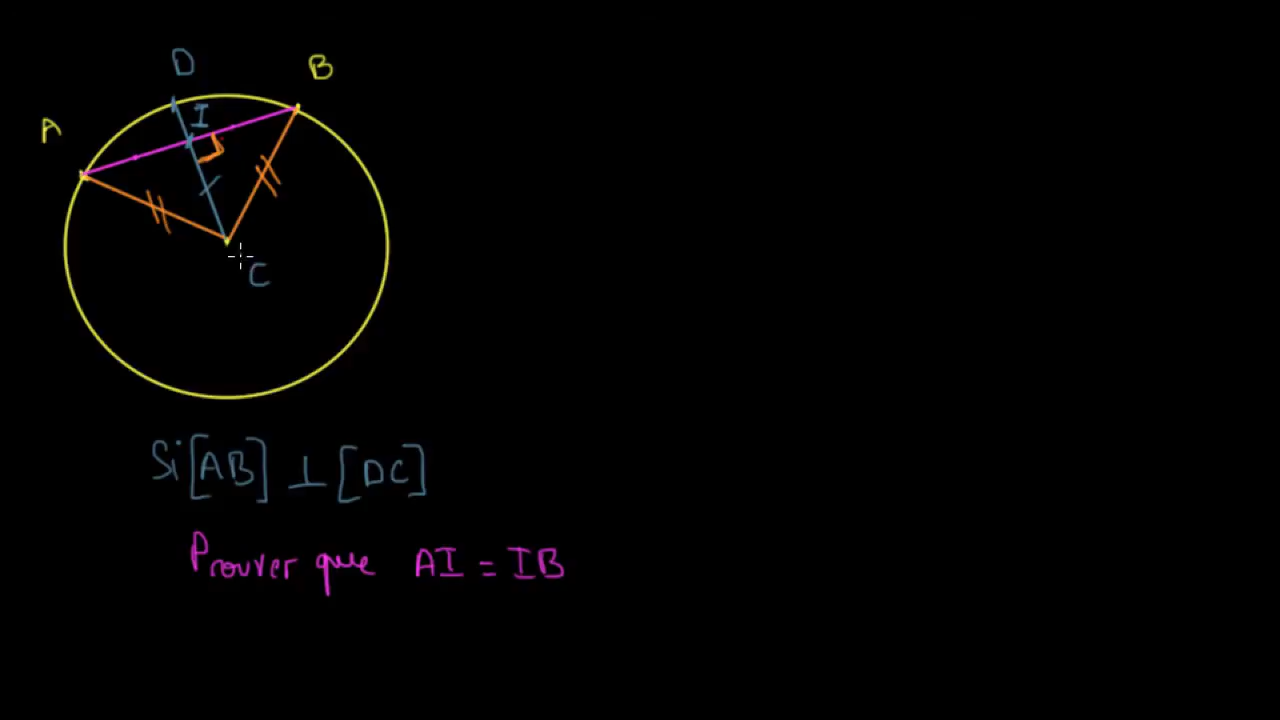 D
B
I
A
C
Si [AB] ⊥ [DC]
Prouver que AI = IB